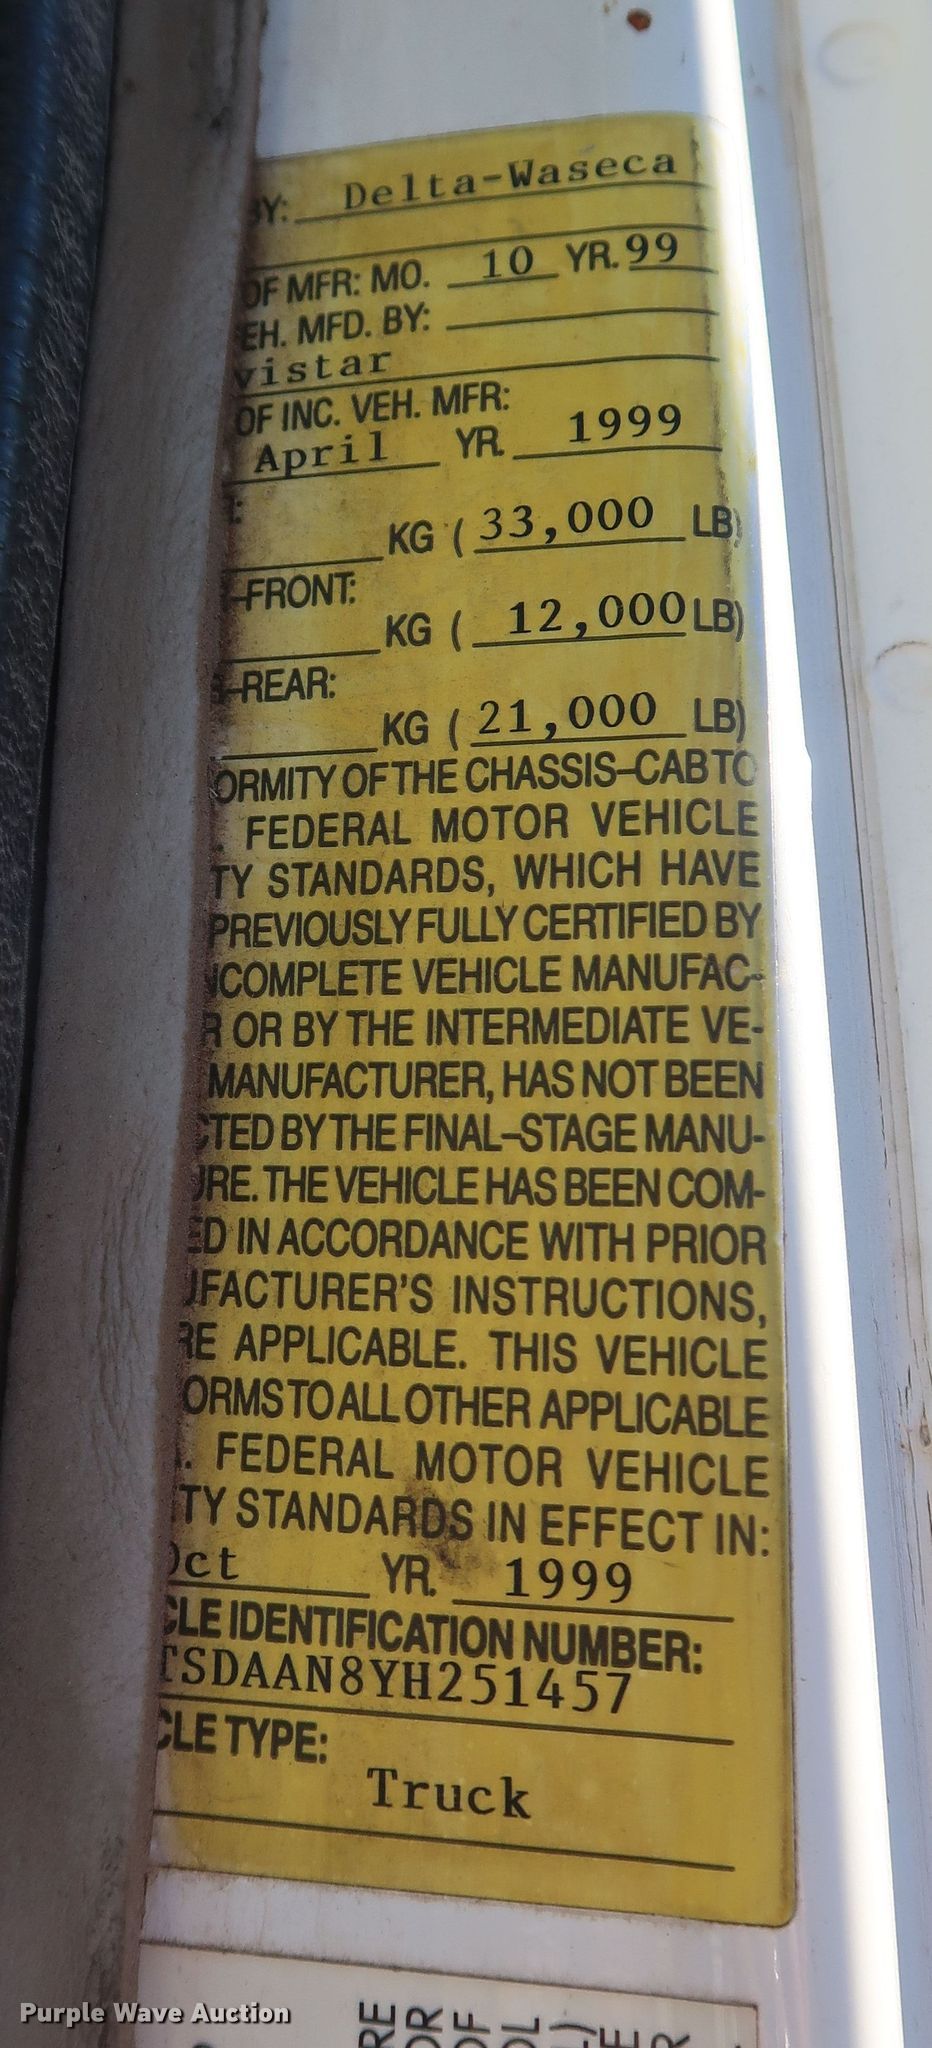 BY: Delta-Waseca
OF MFR: MO. 10 YR. 99
EH. MFD. BY:
vistar
OF INC. VEH. MFR:
April YR. 1999
:
KG ( 33,000 LB)
-FRONT:
KG ( 12,000 LB)
-REAR:
KG ( 21,000 LB)
ORMITY OF THE CHASSIS-CAB TO
. FEDERAL MOTOR VEHICLE
TY STANDARDS, WHICH HAVE
PREVIOUSLY FULLY CERTIFIED BY
NCOMPLETE VEHICLE MANUFAC-
R OR BY THE INTERMEDIATE VE-
MANUFACTURER, HAS NOT BEEN
CTED BY THE FINAL-STAGE MANU-
URE. THE VEHICLE HAS BEEN COM-
ED IN ACCORDANCE WITH PRIOR
UFACTURER'S INSTRUCTIONS,
RE APPLICABLE. THIS VEHICLE
ORMS TO ALL OTHER APPLICABLE
. FEDERAL MOTOR VEHICLE
TY STANDARDS IN EFFECT IN:
Oct YR. 1999
CLE IDENTIFICATION NUMBER:
TSDAAN8YH251457
CLE TYPE:
Truck
Purple Wave Auction